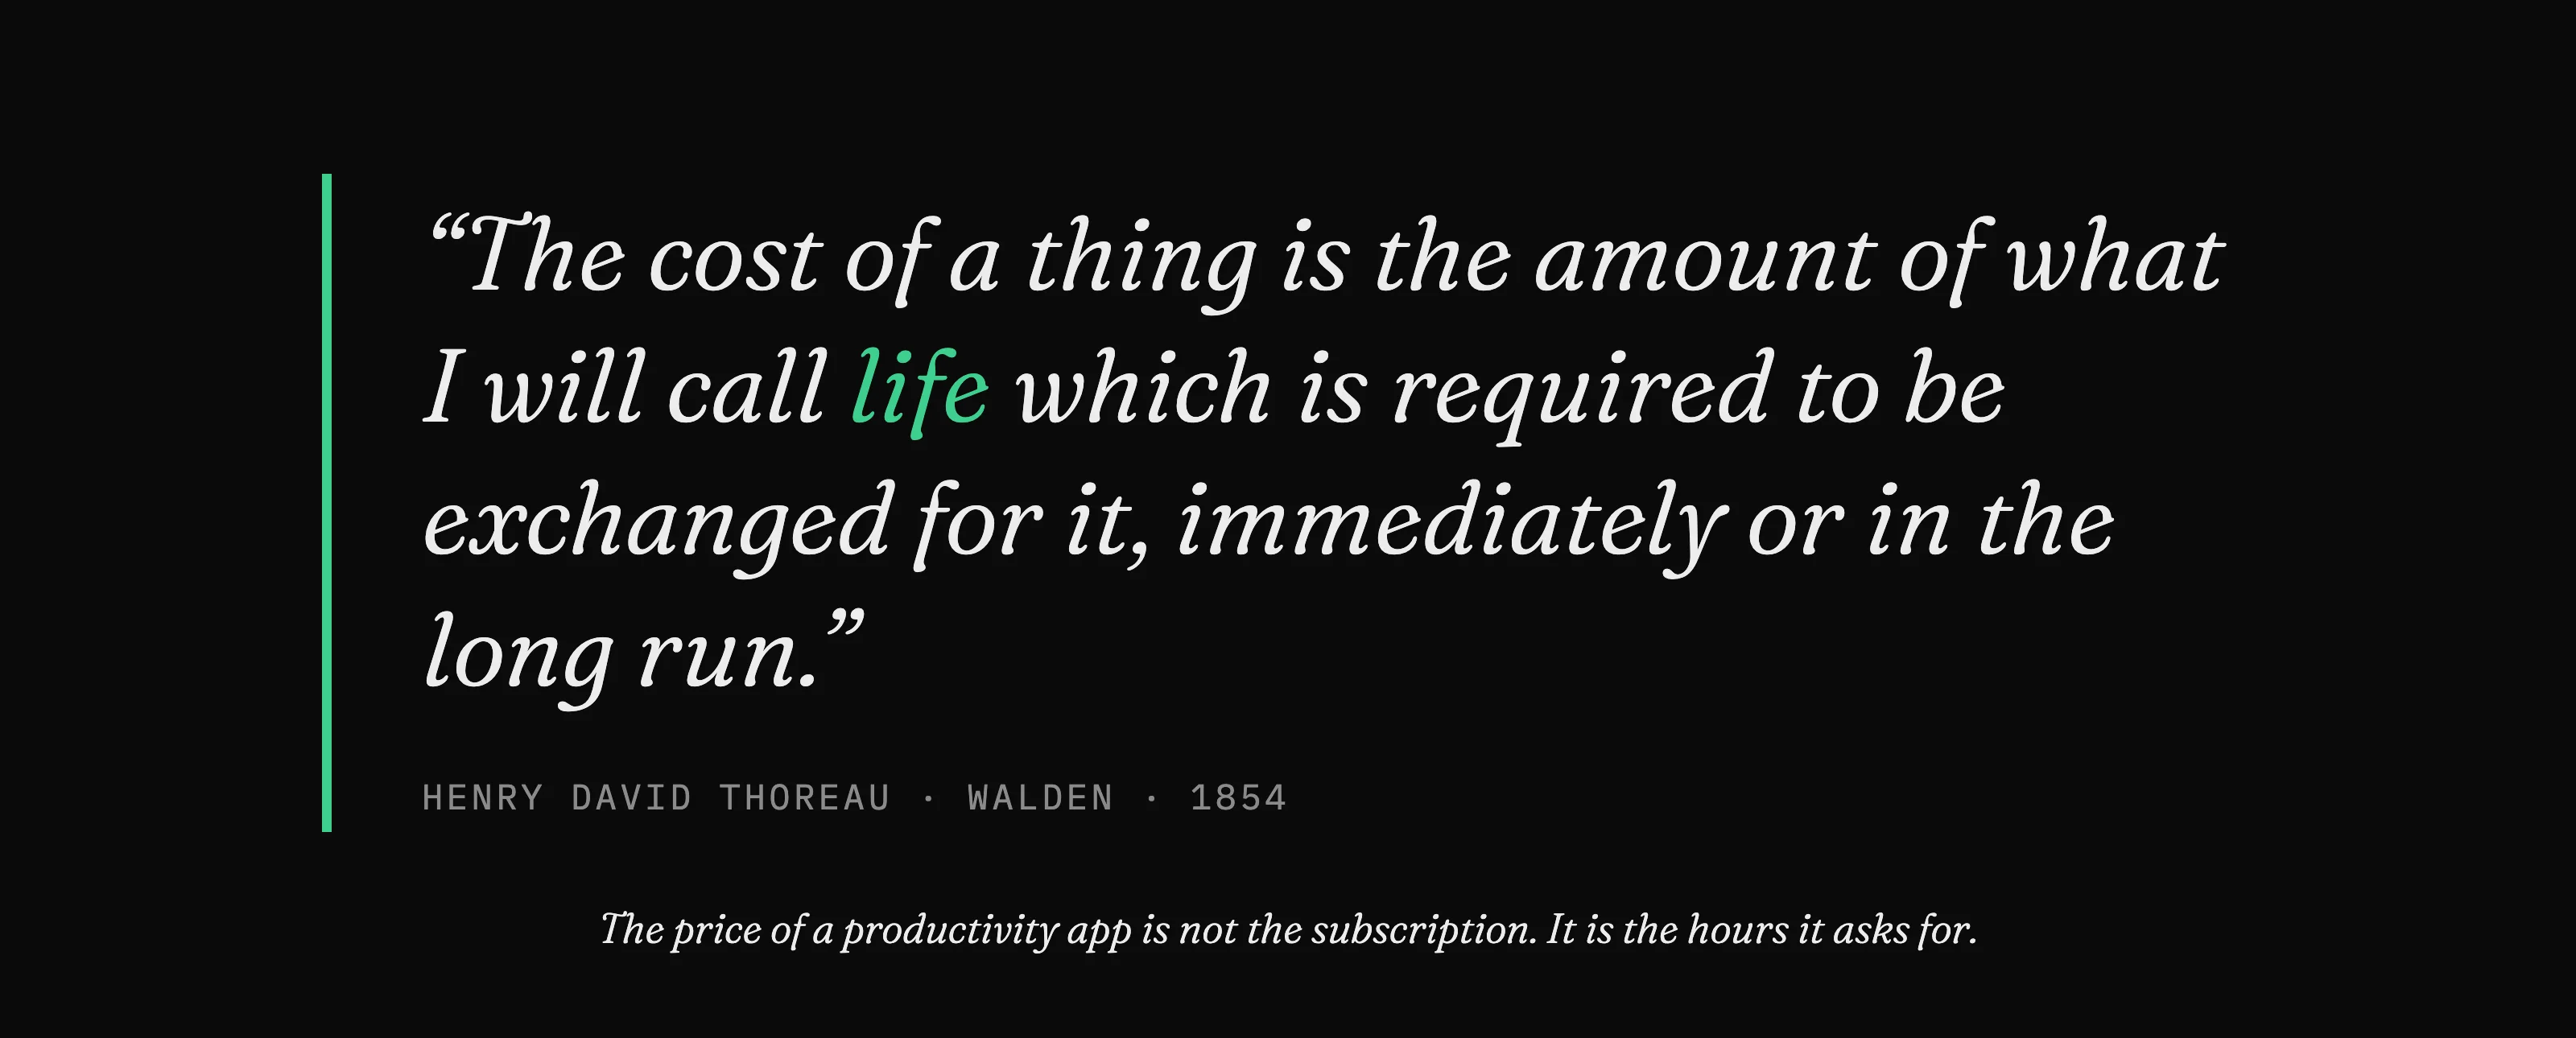 “The cost of a thing is the amount of what
I will call life which is required to be
exchanged for it, immediately or in the
long run.”
HENRY DAVID THOREAU · WALDEN · 1854
The price of a productivity app is not the subscription. It is the hours it asks for.